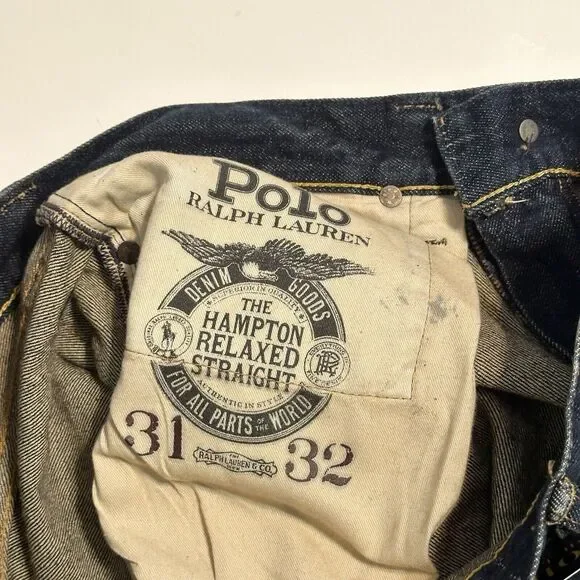 Polo
RALPH LAUREN
DENIM GOODS
SUPERIOR IN QUALITY
THE
HAMPTON
RELAXED
STRAIGHT
AUTHENTIC IN STYLE
FOR ALL PARTS OF THE WORLD
31 32
THE
RALPH LAUREN & CO.